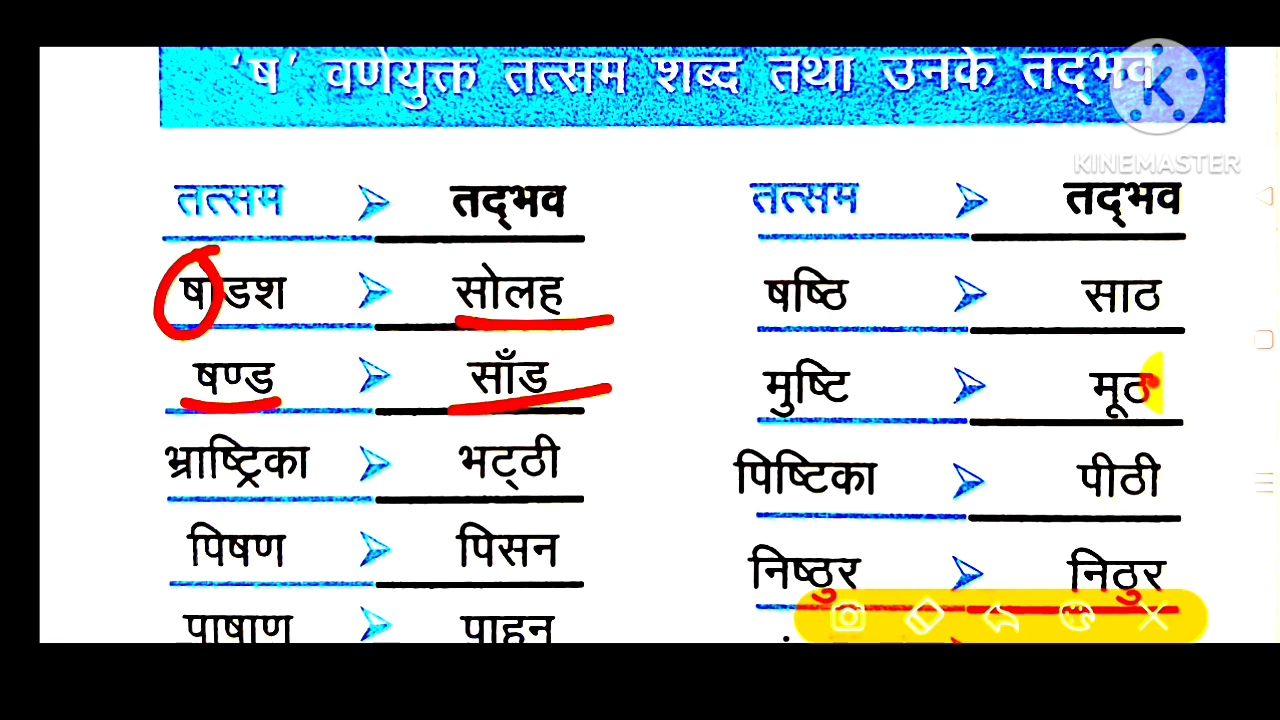 'ष' वर्णयुक्त तत्सम शब्द तथा उनके तद्भव
KINEMASTER
तत्सम > तद्भव
षोडश > सोलह
षण्ड > साँड
भ्राष्ट्रिका > भट्ठी
पिषण > पिसन
पाषाण > पाहन
तत्सम > तद्भव
षष्ठि > साठ
मुष्टि > मूठ
पिष्टिका > पीठी
निष्ठुर > निठुर